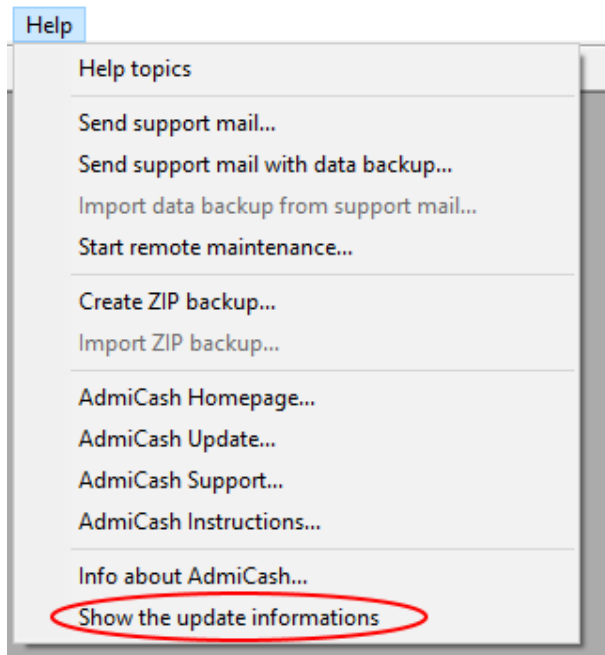 Help
Help topics
Send support mail...
Send support mail with data backup...
Import data backup from support mail...
Start remote maintenance...
Create ZIP backup...
Import ZIP backup...
AdmiCash Homepage...
AdmiCash Update...
AdmiCash Support...
AdmiCash Instructions...
Info about AdmiCash...
Show the update informations